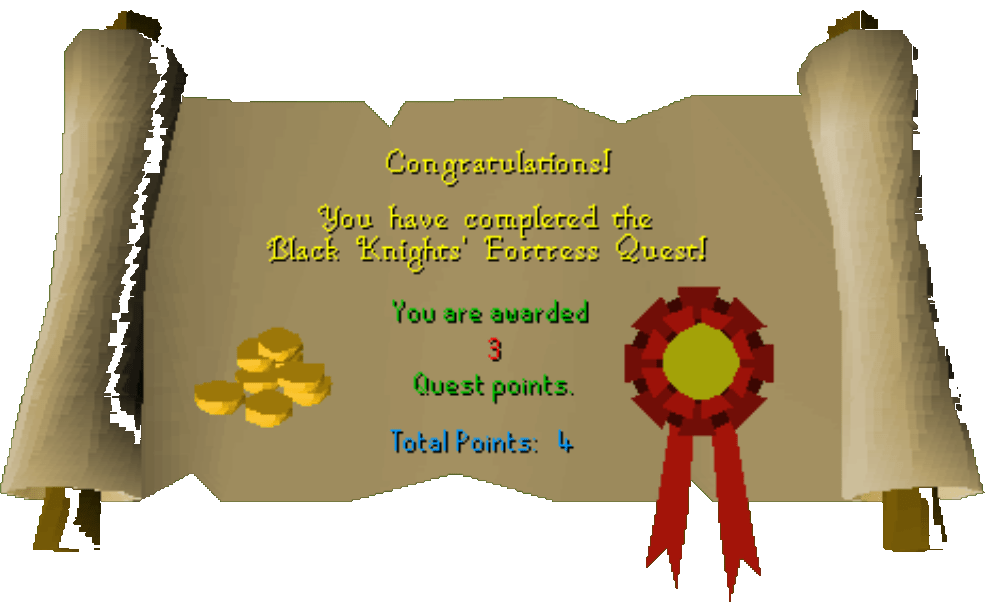 Congratulations!
You have completed the
Black Knights' Fortress Quest!
You are awarded
3
Quest points.
Total Points: 4